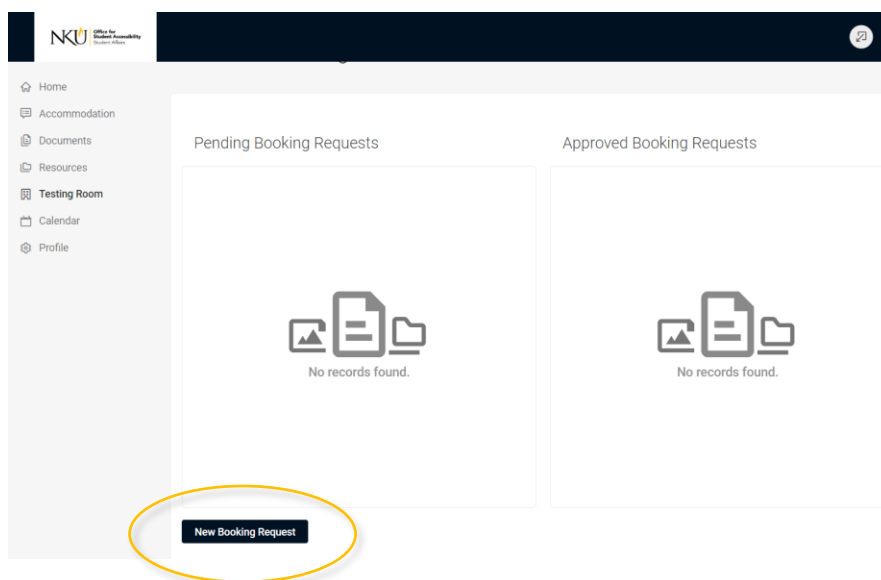 NKU Office for
Student Accessibility
Student Affairs
Home
Accommodation
Documents
Resources
Testing Room
Calendar
Profile
Pending Booking Requests
Approved Booking Requests
No records found.
No records found.
New Booking Request